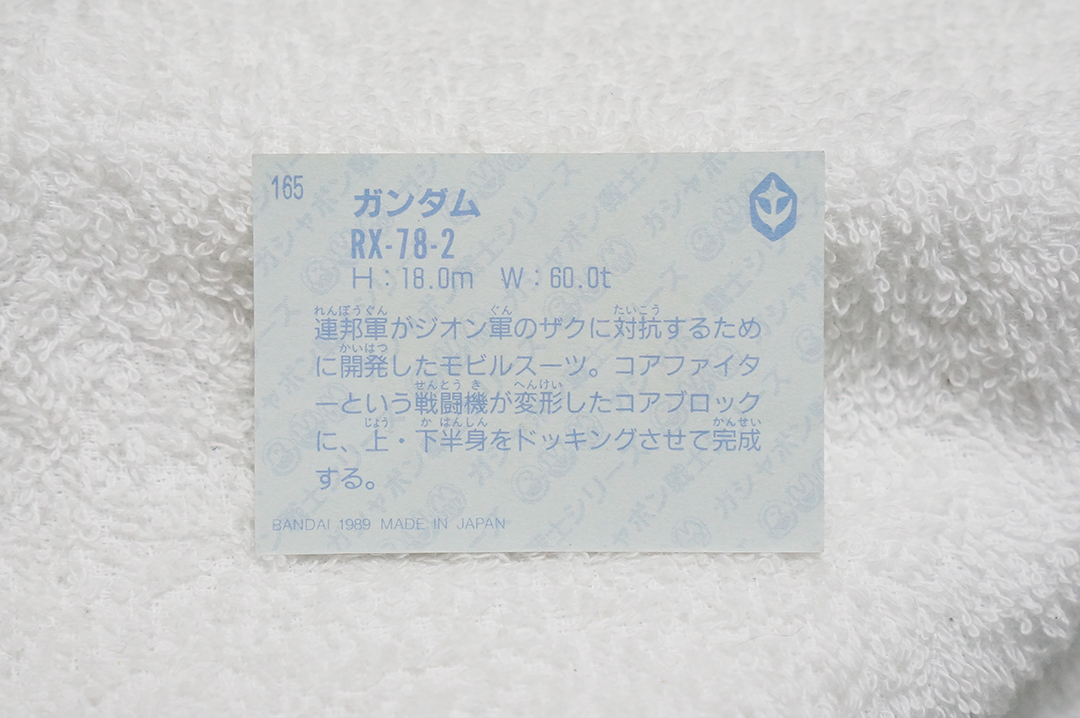 165
ガンダム
RX-78-2
H:18.0m W:60.0t
連邦軍がジオン軍のザクに対抗するため
に開発したモビルスーツ。コアファイタ
ーという戦闘機が変形したコアブロック
に、上・下半身をドッキングさせて完成
する。
BANDAI 1989 MADE IN JAPAN